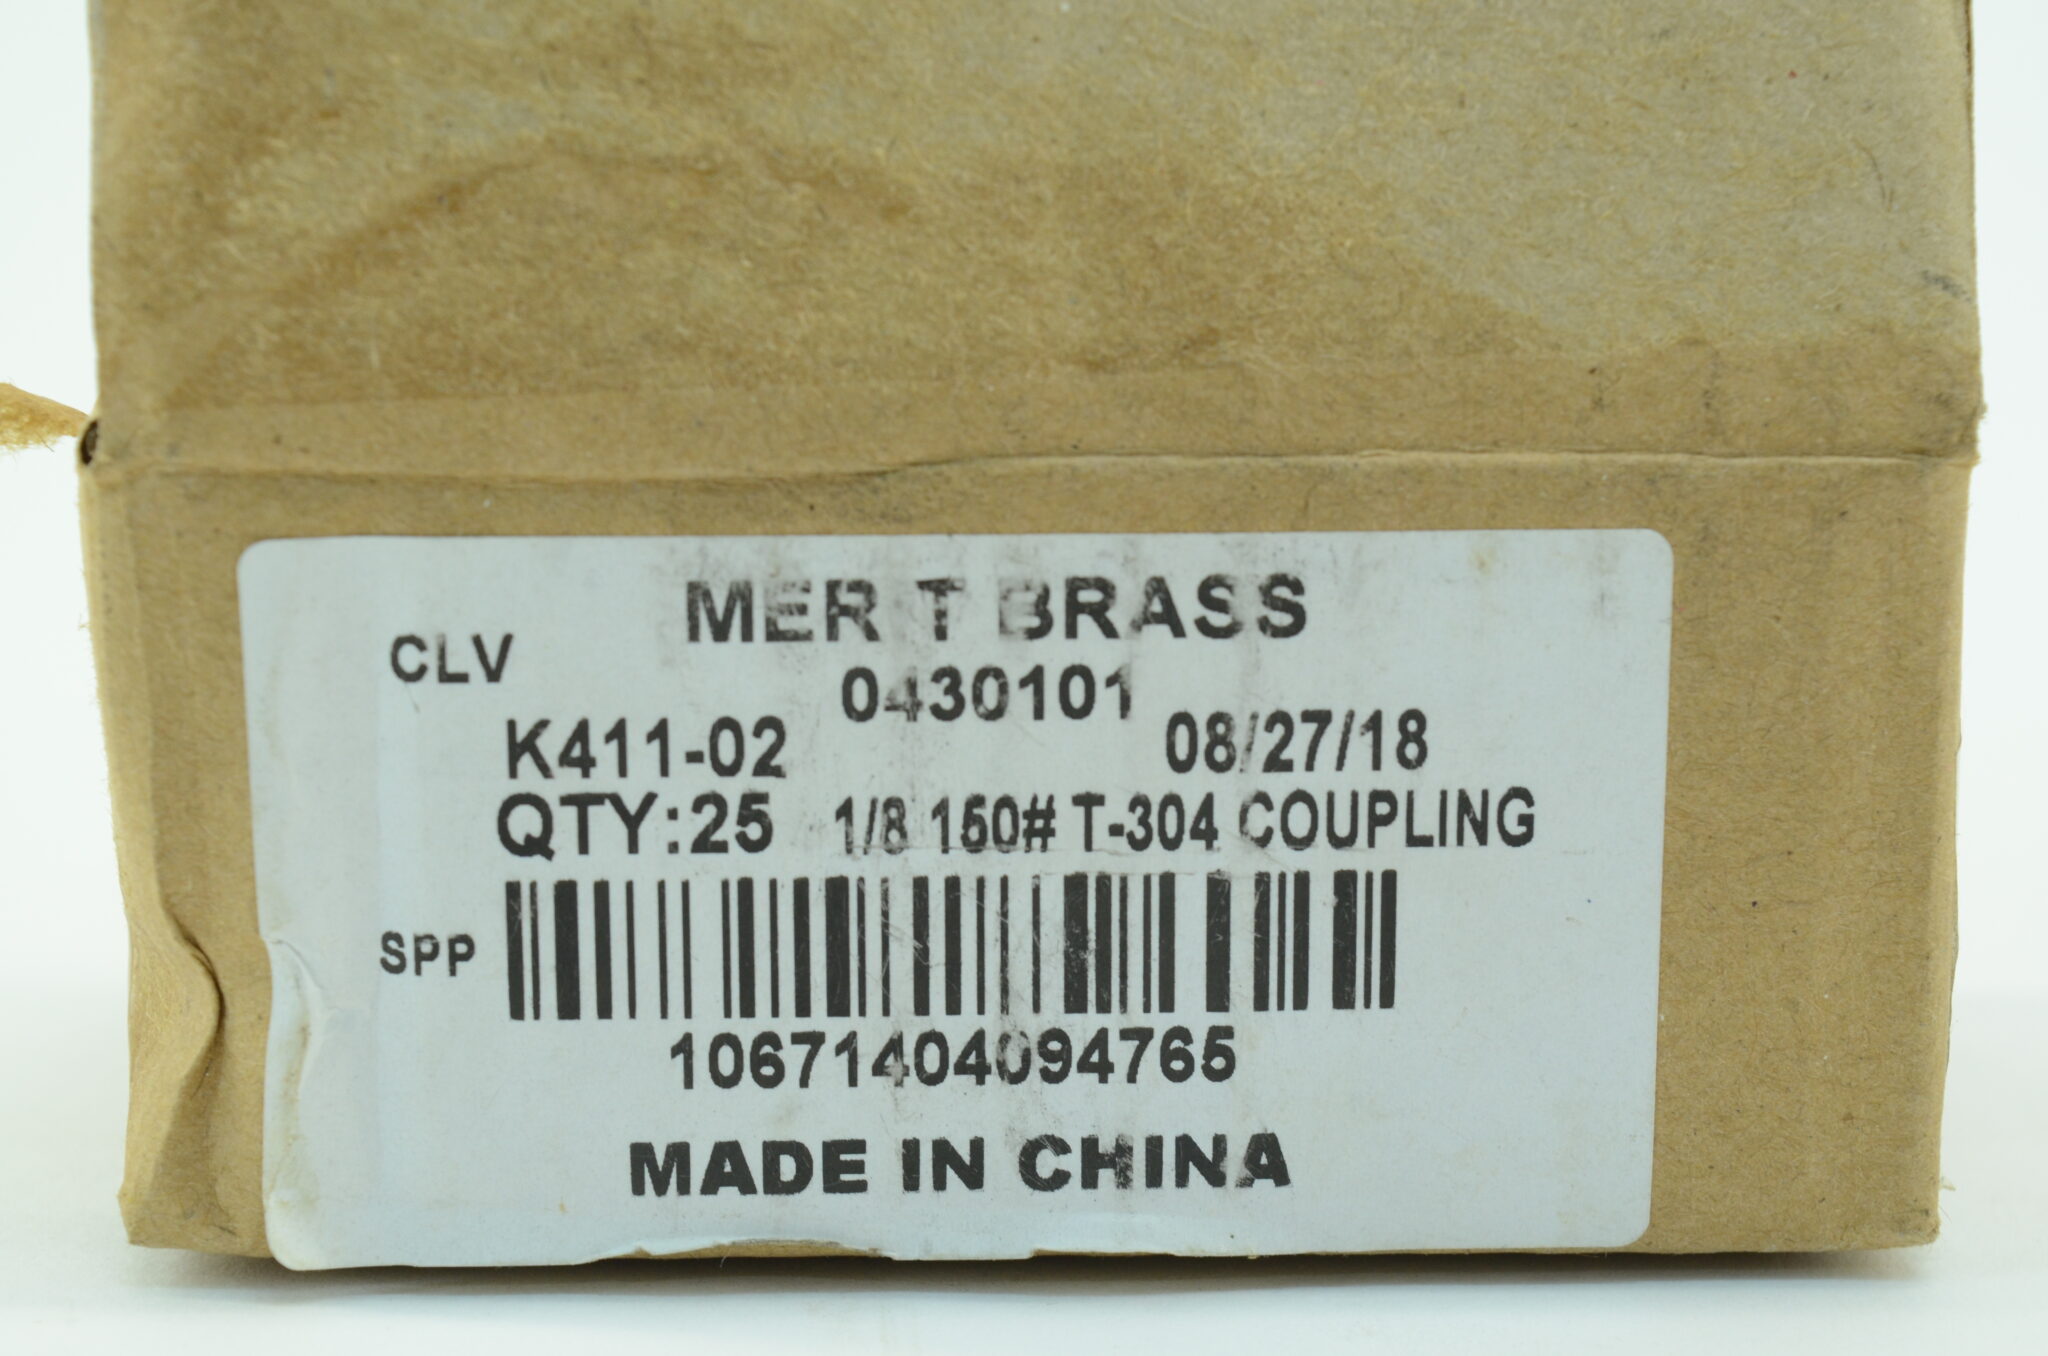 MERIT BRASS
CLV
0430101
K411-02 08/27/18
QTY:25 1/8 150# T-304 COUPLING
SPP
10671404094765
MADE IN CHINA